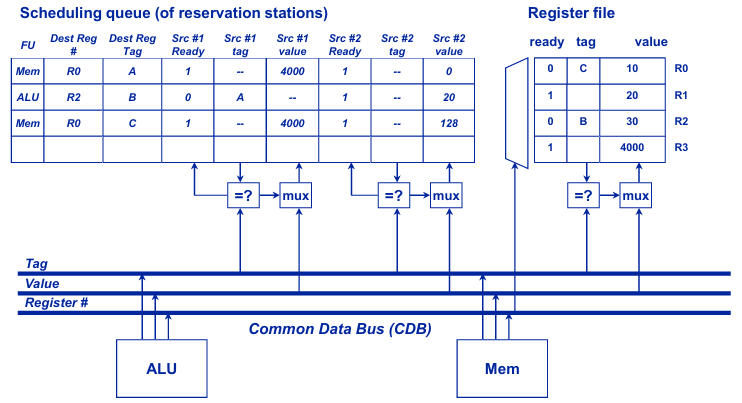 Scheduling queue (of reservation stations)
Register file
FU Dest Reg # Dest Reg Tag Src #1 Ready Src #1 tag Src #1 value Src #2 Ready Src #2 tag Src #2 value
ready tag value
Mem R0 A 1 -- 4000 1 -- 0
0 C 10 R0
ALU R2 B 0 A -- 1 -- 20
1 20 R1
Mem R0 C 1 -- 4000 1 -- 128
0 B 30 R2
1 4000 R3
=? mux =? mux =? mux
Tag
Value
Register #
Common Data Bus (CDB)
ALU Mem